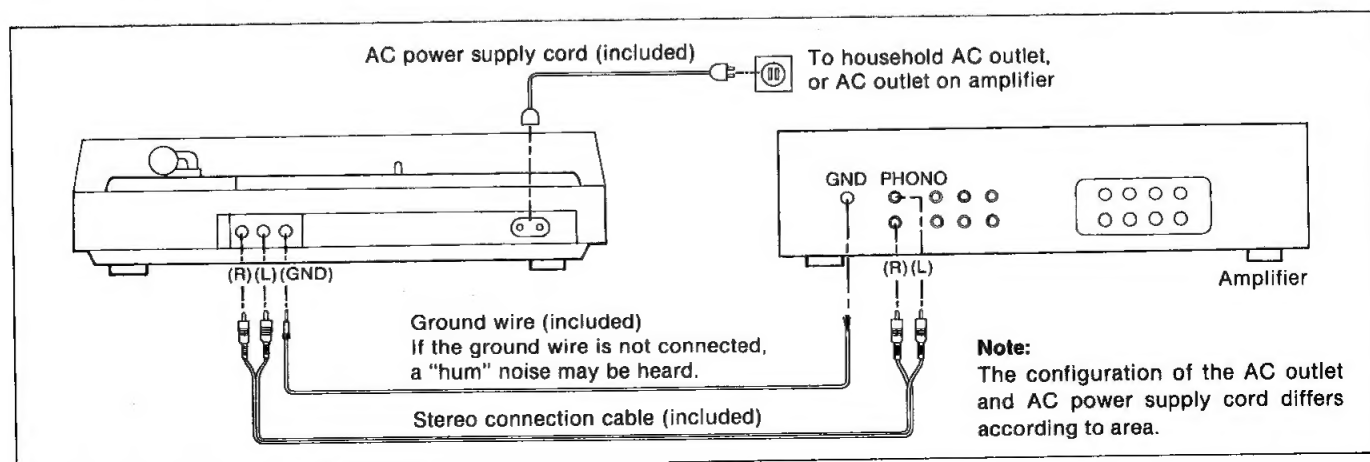 AC power supply cord (included)
To household AC outlet,
or AC outlet on amplifier
GND PHONO
(R) (L) (GND)
(R) (L)
Amplifier
Ground wire (included)
If the ground wire is not connected,
a "hum" noise may be heard.
Note:
The configuration of the AC outlet
and AC power supply cord differs
according to area.
Stereo connection cable (included)